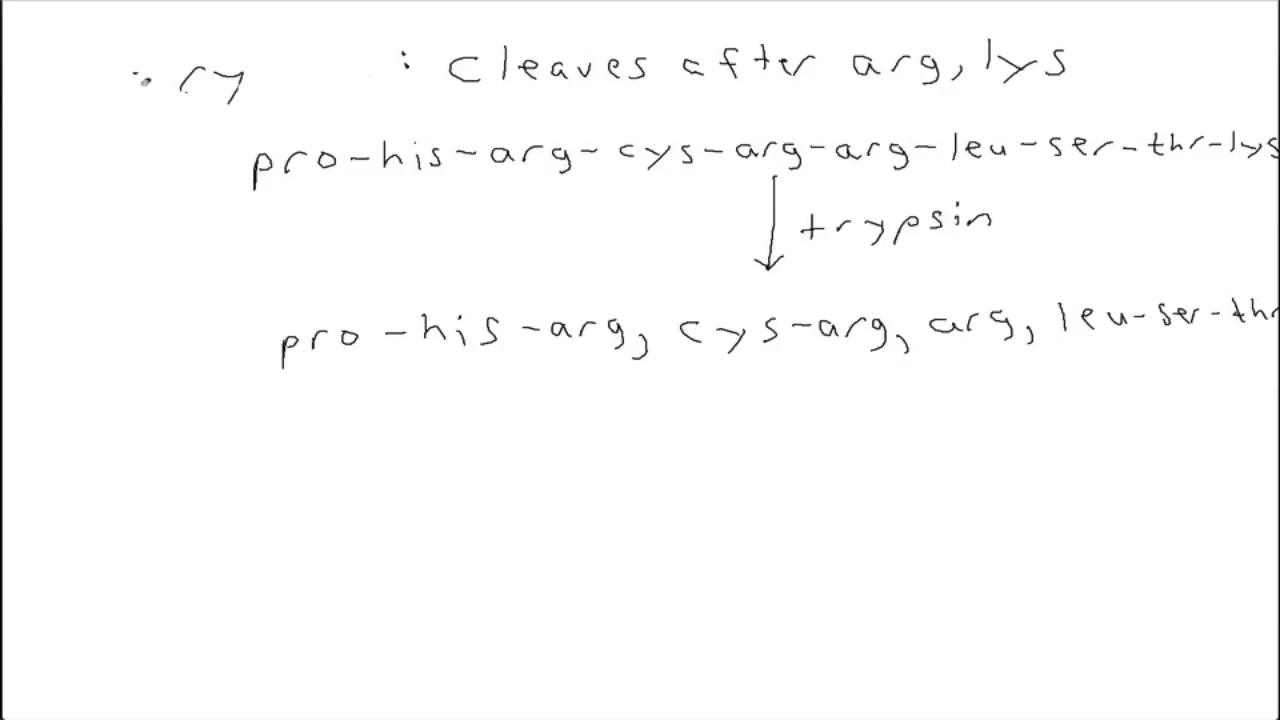 ry : cleaves after arg, lys
pro-his-arg-cys-arg-arg-leu-ser-thr-lys
trypsin
pro-his-arg, cys-arg, arg, leu-ser-thr